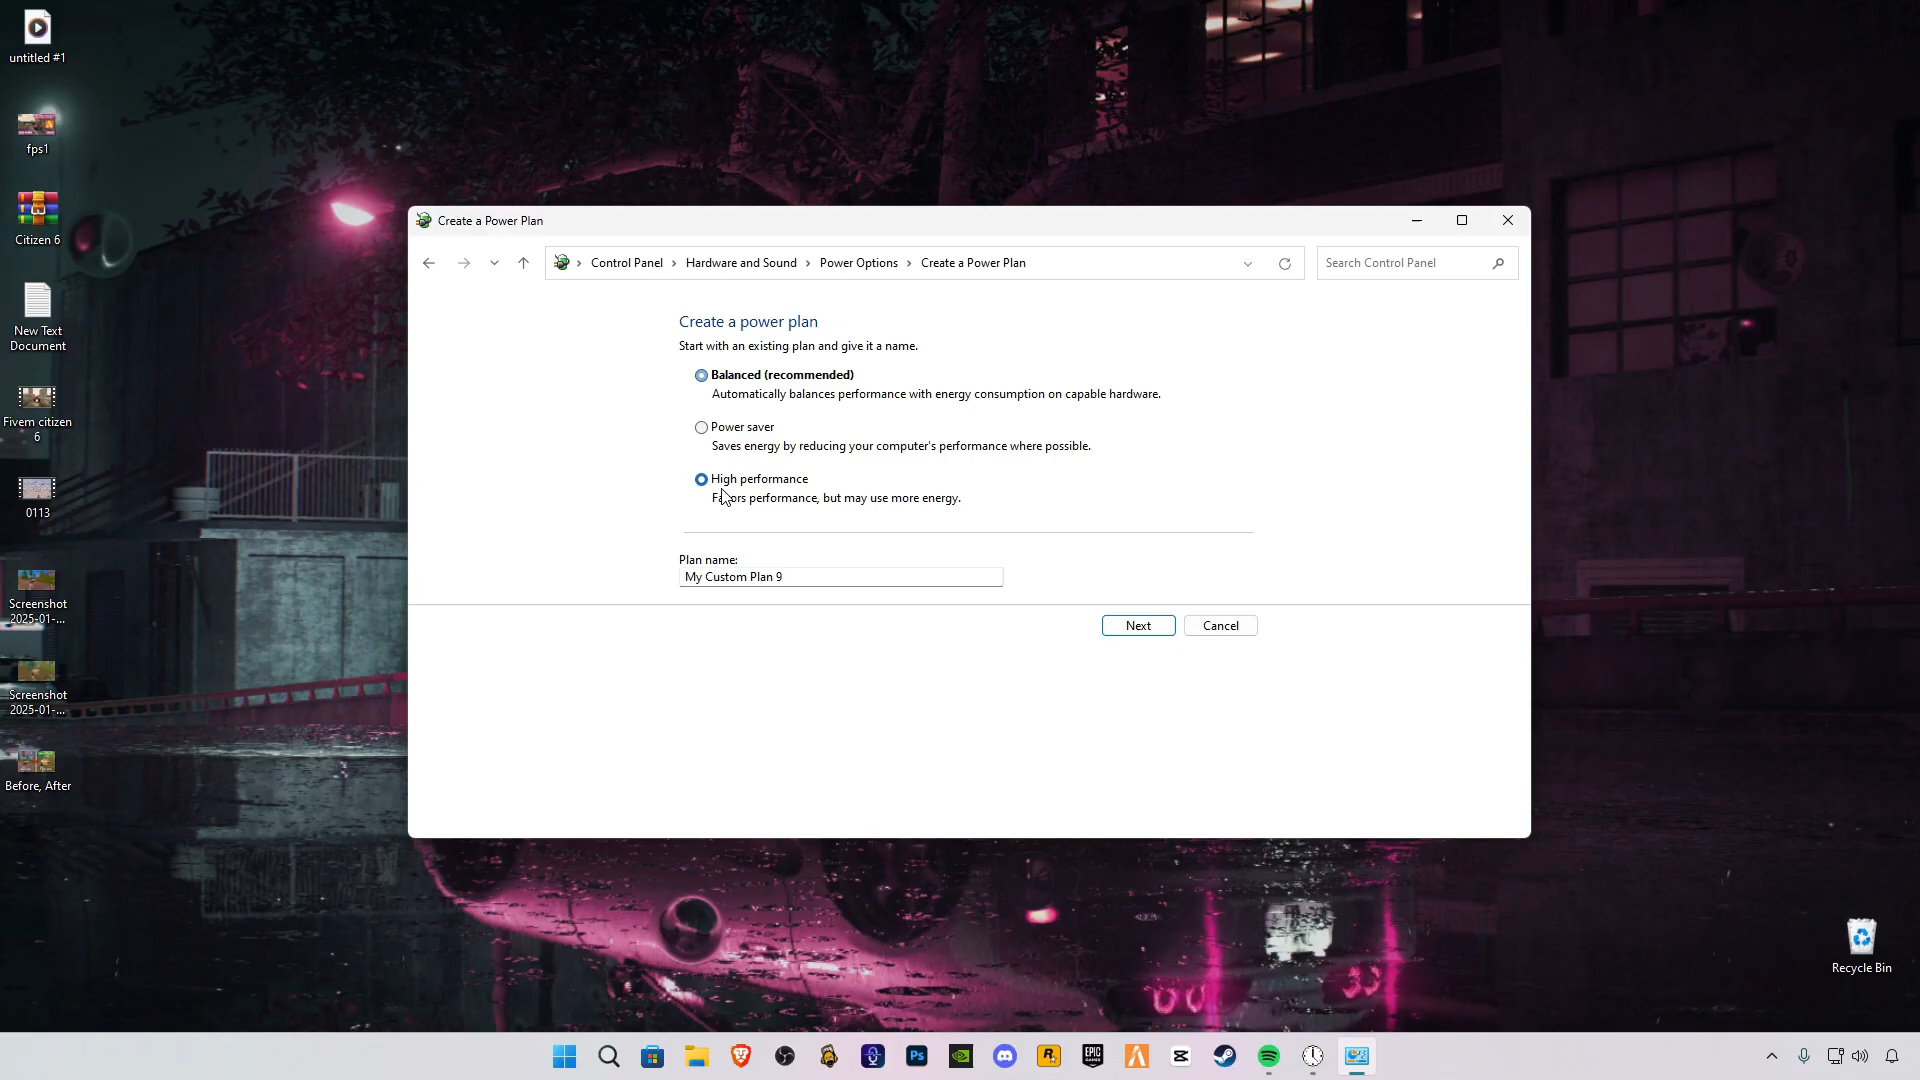 untitled #1
fps1
Citizen 6
New Text
Document
Fivem citizen
6
0113
Screenshot
2025-01-...
Screenshot
2025-01-...
Before, After
Create a Power Plan
Control Panel
Hardware and Sound
Power Options
Create a Power Plan
Search Control Panel
Create a power plan
Start with an existing plan and give it a name.
Balanced (recommended)
Automatically balances performance with energy consumption on capable hardware.
Power saver
Saves energy by reducing your computer's performance where possible.
High performance
Favors performance, but may use more energy.
Plan name:
My Custom Plan 9
Next
Cancel
Recycle Bin
Ps
R
EPIC
GAMES